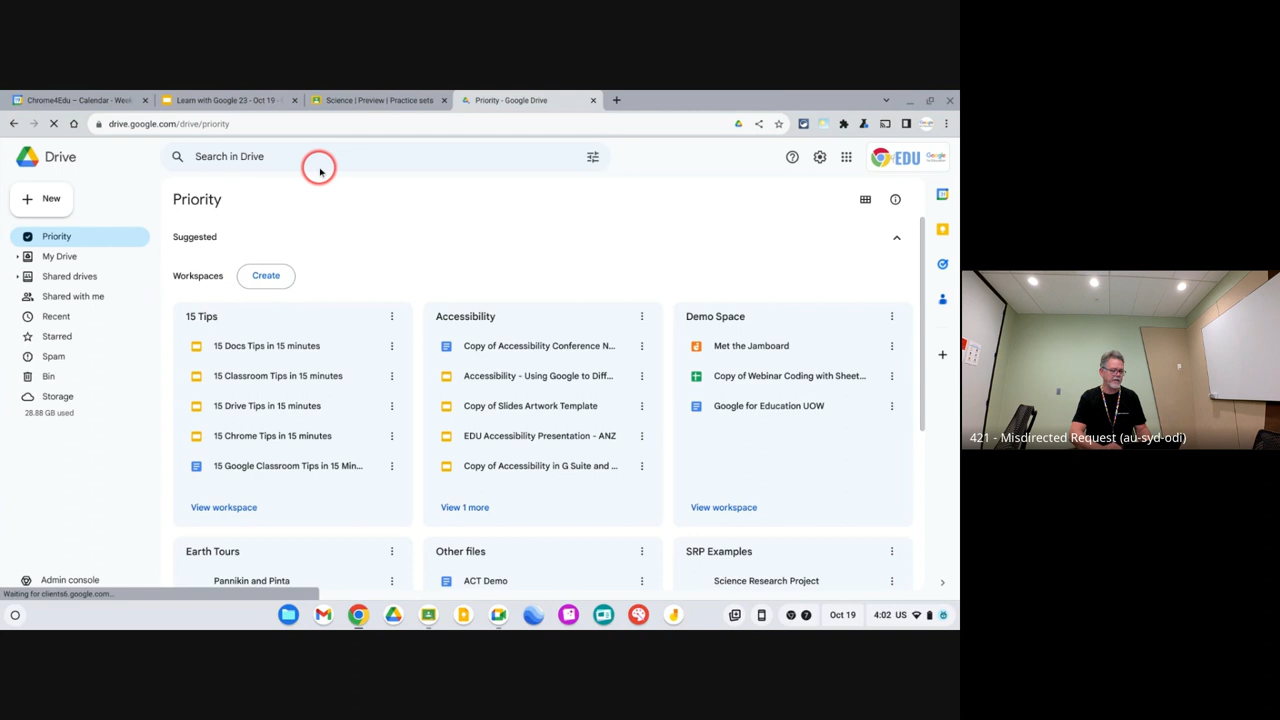 Chrome4Edu – Calendar - Week
Learn with Google 23 - Oct 19 -
Science | Preview | Practice sets
Priority - Google Drive
drive.google.com/drive/priority
Drive
Search in Drive
EDU
Google
for Education
New
Priority
My Drive
Shared drives
Shared with me
Recent
Starred
Spam
Bin
Storage
28.88 GB used
Priority
Suggested
Workspaces
Create
15 Tips
15 Docs Tips in 15 minutes
15 Classroom Tips in 15 minutes
15 Drive Tips in 15 minutes
15 Chrome Tips in 15 minutes
15 Google Classroom Tips in 15 Min...
View workspace
Accessibility
Copy of Accessibility Conference N...
Accessibility - Using Google to Diff...
Copy of Slides Artwork Template
EDU Accessibility Presentation - ANZ
Copy of Accessibility in G Suite and ...
View 1 more
Demo Space
Met the Jamboard
Copy of Webinar Coding with Sheet...
Google for Education UOW
View workspace
Earth Tours
Pannikin and Pinta
Other files
ACT Demo
SRP Examples
Science Research Project
Admin console
Waiting for clients6.google.com...
Oct 19
4:02 US
421 - Misdirected Request (au-syd-odi)